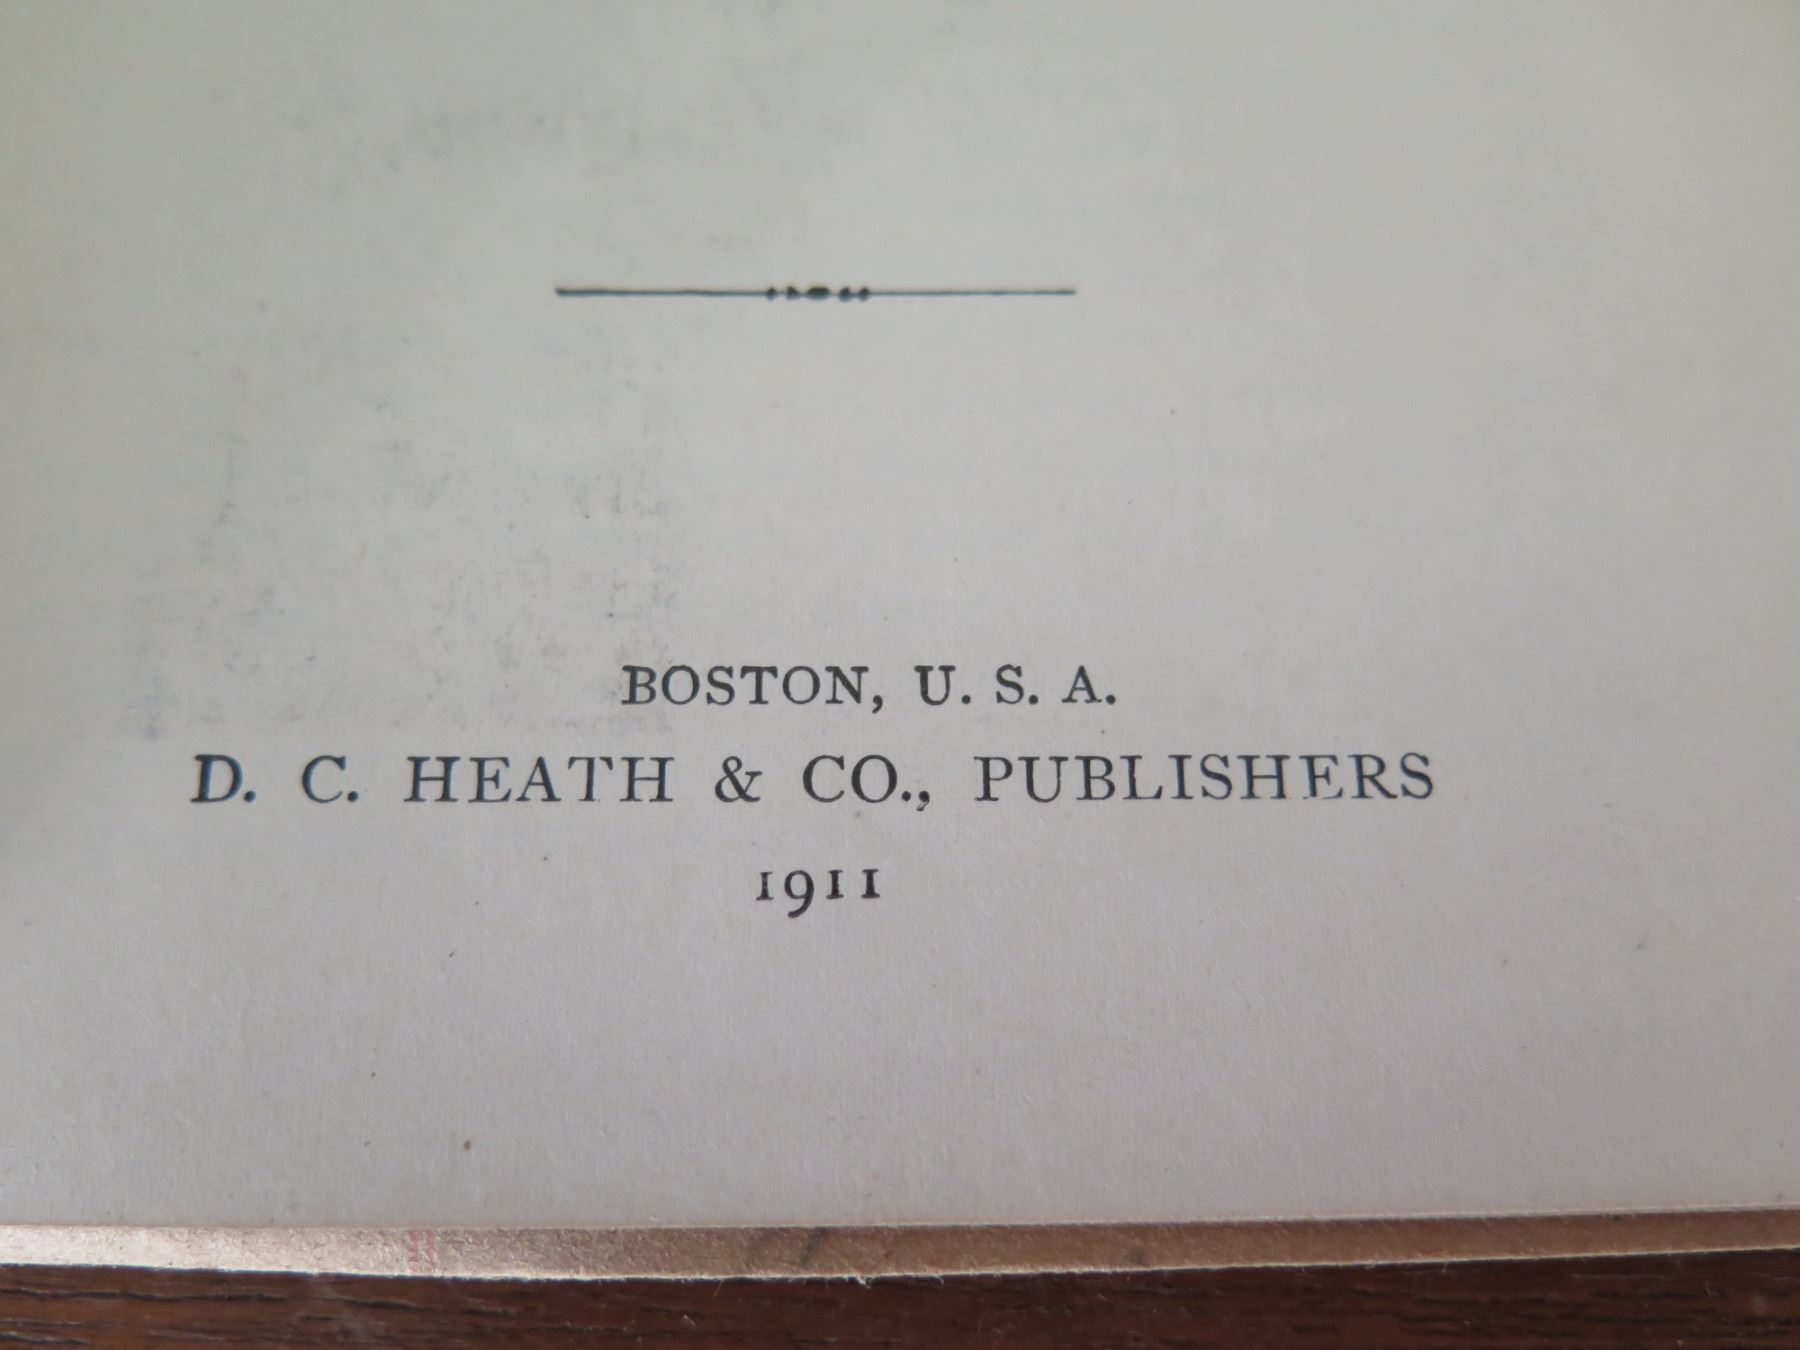 BOSTON, U. S. A.
D. C. HEATH & CO., PUBLISHERS
1911